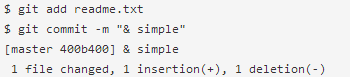 $ git add readme.txt
$ git commit -m "& simple"
[master 400b400] & simple
1 file changed, 1 insertion(+), 1 deletion(-)